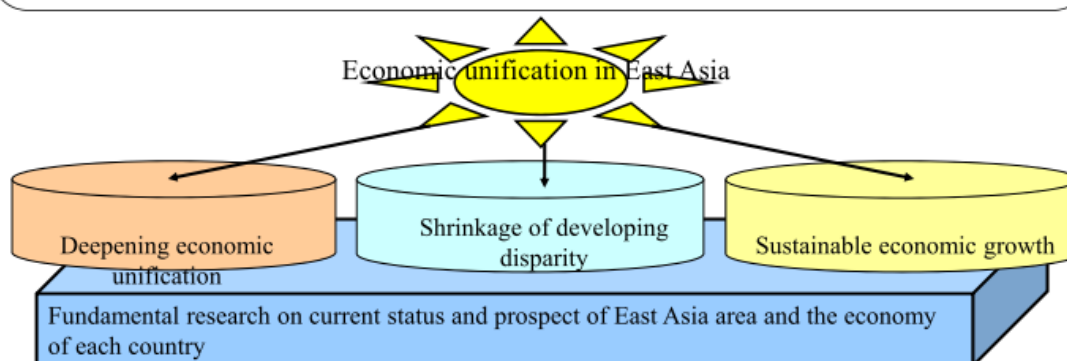 Economic unification in East Asia
Deepening economic
unification
Shrinkage of developing
disparity
Sustainable economic growth
Fundamental research on current status and prospect of East Asia area and the economy
of each country